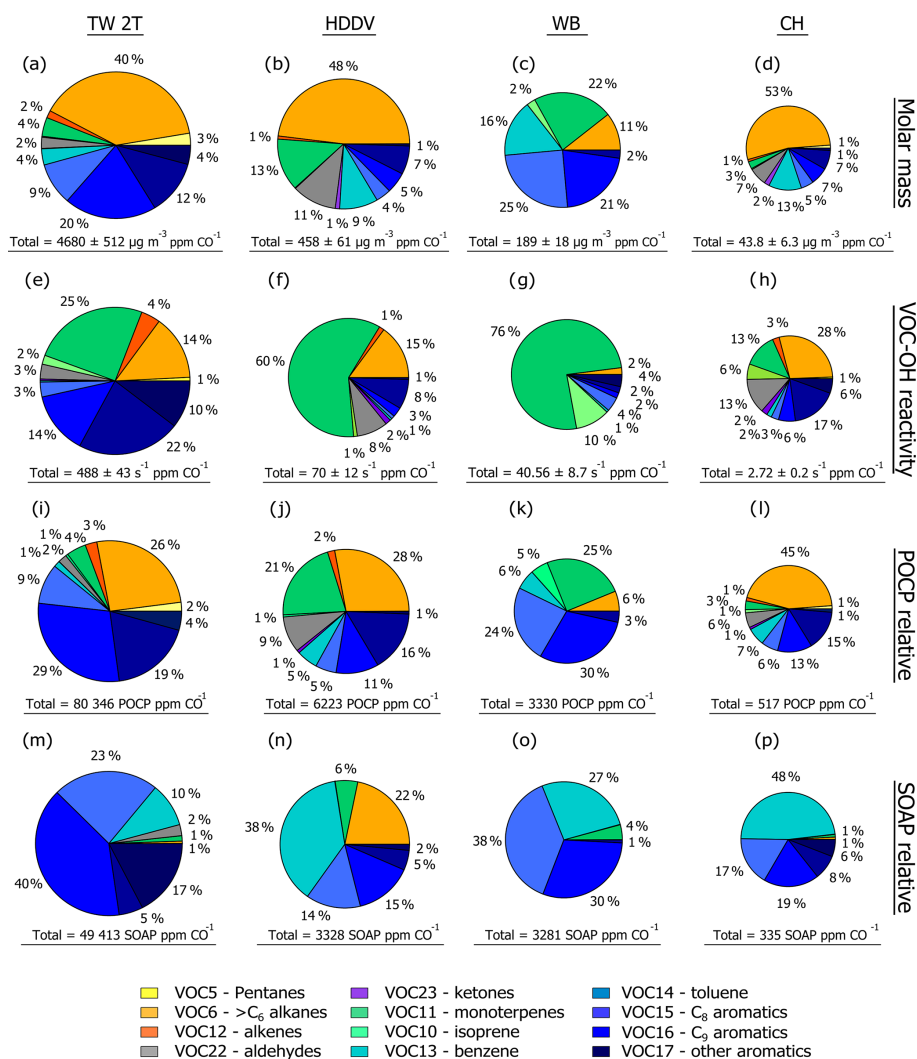 TW 2T HDDV WB CH
(a) (b) (c) (d)
40 % 48 % 22 % 53 %
2 % 4 % 2 % 4 % 9 % 20 % 12 % 4 % 3 %
1 % 13 % 11 % 1 % 9 % 4 % 5 % 7 % 1 %
2 % 16 % 25 % 21 % 2 % 11 %
1 % 3 % 7 % 2 % 13 % 5 % 7 % 7 % 1 % 1 %
Molar mass
Total = 4680 ± 512 µg m⁻³ ppm CO⁻¹
Total = 458 ± 61 µg m⁻³ ppm CO⁻¹
Total = 189 ± 18 µg m⁻³ ppm CO⁻¹
Total = 43.8 ± 6.3 µg m⁻³ ppm CO⁻¹
(e) (f) (g) (h)
25 % 4 % 14 % 1 % 10 % 22 % 14 % 3 % 3 % 2 %
60 % 1 % 15 % 1 % 8 % 3 % 1 % 2 % 8 % 1 %
76 % 2 % 4 % 2 % 2 % 4 % 1 % 10 %
13 % 3 % 28 % 1 % 6 % 17 % 6 % 3 % 2 % 2 % 13 % 6 %
VOC-OH reactivity
Total = 488 ± 43 s⁻¹ ppm CO⁻¹
Total = 70 ± 12 s⁻¹ ppm CO⁻¹
Total = 40.56 ± 8.7 s⁻¹ ppm CO⁻¹
Total = 2.72 ± 0.2 s⁻¹ ppm CO⁻¹
(i) (j) (k) (l)
1 % 4 % 3 % 26 % 2 % 4 % 19 % 29 % 9 % 1 % 2 %
21 % 2 % 28 % 1 % 16 % 11 % 5 % 5 % 1 % 9 % 1 %
5 % 25 % 6 % 3 % 30 % 24 % 6 %
45 % 1 % 1 % 15 % 13 % 6 % 7 % 1 % 6 % 1 % 3 % 1 %
POCP relative
Total = 80 346 POCP ppm CO⁻¹
Total = 6223 POCP ppm CO⁻¹
Total = 3330 POCP ppm CO⁻¹
Total = 517 POCP ppm CO⁻¹
(m) (n) (o) (p)
23 % 10 % 2 % 1 % 1 % 17 % 5 % 40 %
6 % 22 % 2 % 5 % 15 % 14 % 38 %
27 % 4 % 1 % 30 % 38 %
48 % 1 % 1 % 6 % 8 % 19 % 17 %
SOAP relative
Total = 49 413 SOAP ppm CO⁻¹
Total = 3328 SOAP ppm CO⁻¹
Total = 3281 SOAP ppm CO⁻¹
Total = 335 SOAP ppm CO⁻¹
VOC5 - Pentanes
VOC6 - >C₆ alkanes
VOC12 - alkenes
VOC22 - aldehydes
VOC23 - ketones
VOC11 - monoterpenes
VOC10 - isoprene
VOC13 - benzene
VOC14 - toluene
VOC15 - C₈ aromatics
VOC16 - C₉ aromatics
VOC17 - other aromatics